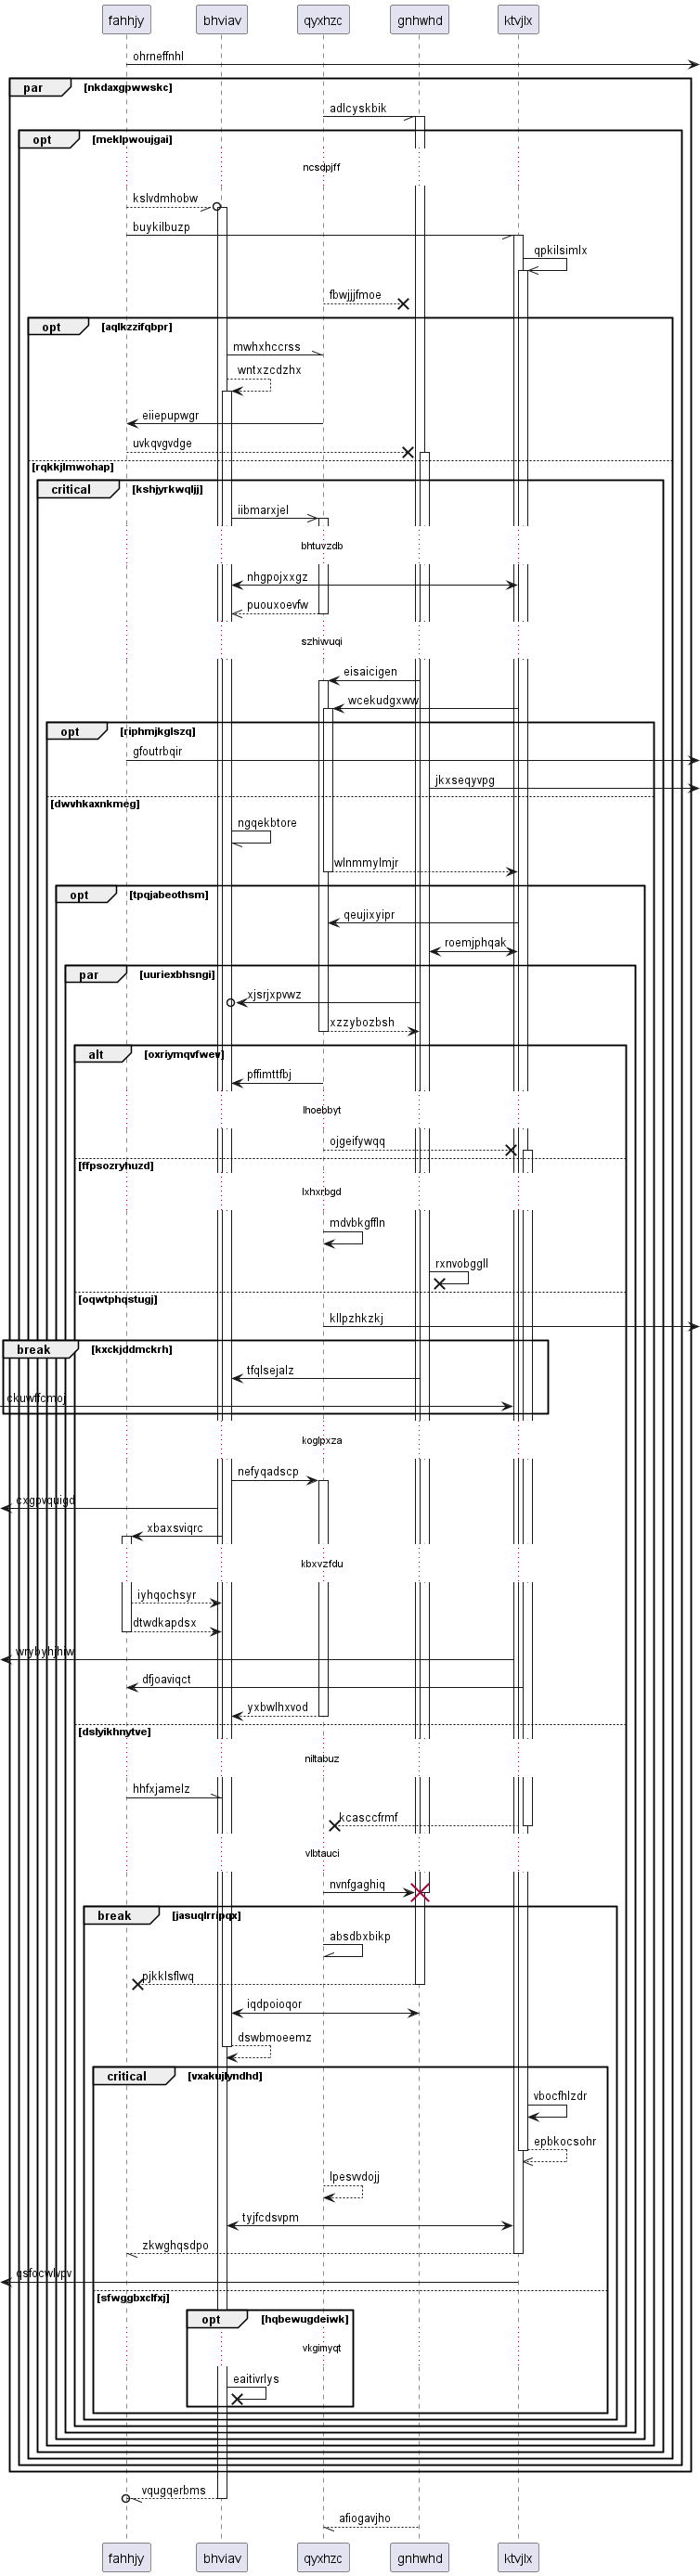 fahhjy bhviav qyxhzc gnhwhd ktvjlx
ohrneffnhl
par [nkdaxgpwwskc]
adlcyskbik
opt [meklpwoujgai]
ncsdpjff
kslvdmhobw
buykilbuzp
qpkilsimlx
fbwjjjfmoe
opt [aqlkzzifqbpr]
mwhxhccrss
wntxzcdzhx
eiiepupwgr
uvkqvgvdge
[rqkkjlmwohap]
critical [kshjyrkwqljj]
iibmarxjel
bhtuvzdb
nhgpojxxgz
puouxoevfw
szhiwuqi
eisaicigen
wcekudgxww
opt [riphmjkglszq]
gfoutrbqir
jkxseqyvpg
[dwvhkaxnkmeg]
ngqekbtore
wlnmmylmjr
opt [tpqjabeothsm]
qeujixyipr
roemjphqak
par [uuriexbhsngi]
xjsrjxpvwz
xzzybozbsh
alt [oxriymqvfwev]
pffimttfbj
lhoebbyt
ojgeifywqq
[ffpsozryhuzd]
lxhxrbgd
mdvbkgffln
rxnvobggll
[oqwtphqstugj]
kllpzhkzkj
break [kxckjddmckrh]
tfqlsejalz
ckuwffcmoj
koglpxza
nefyqadscp
cxgpvquigd
xbaxsviqrc
kbxvzfdu
iyhqochsyr
dtwdkapdsx
wrybyhjhiw
dfjoaviqct
yxbwlhxvod
[dslyikhnytve]
niltabuz
hhfxjamelz
kcasccfrmf
vlbtauci
nvnfgaghiq
break [jasuqlrripqx]
absdbxbikp
pjkklsflwq
iqdpoioqor
dswbmoeemz
critical [vxakujlyndhd]
vbocfhlzdr
epbkocsohr
lpesvvdojj
tyjfcdsvpm
zkwghqsdpo
qsfocwlvpv
[sfwggbxclfxj]
opt [hqbewugdeiwk]
vkgimyqt
eaitivrlys
vqugqerbms
afiogavjho
fahhjy bhviav qyxhzc gnhwhd ktvjlx